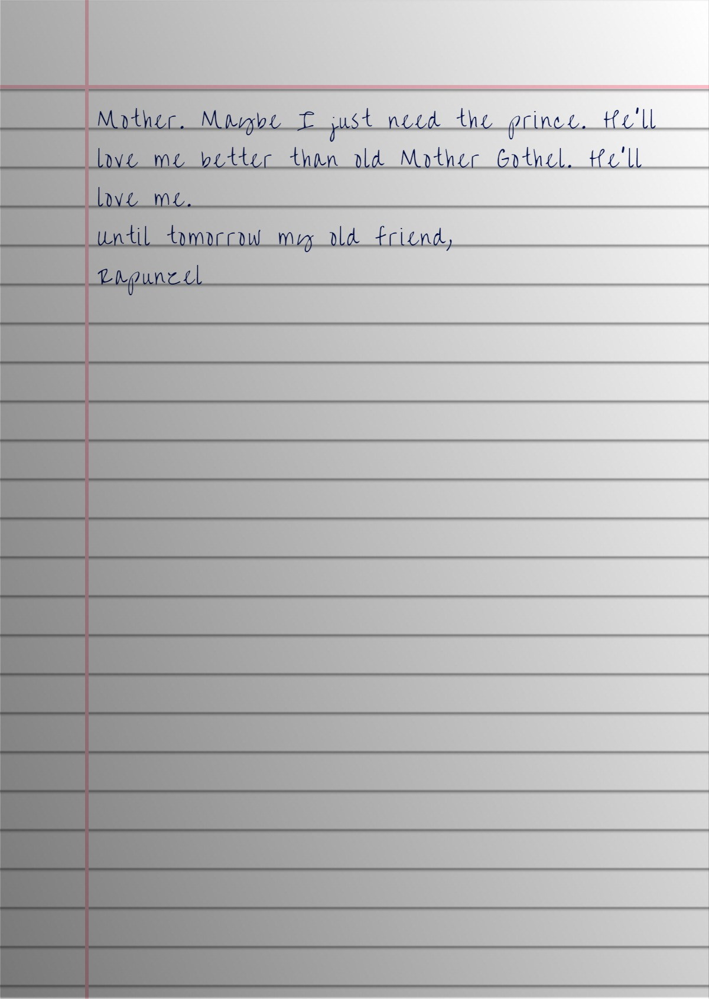 Mother. Maybe I just need the prince. He'll
love me better than old Mother Gothel. He'll
love me.
until tomorrow my old friend,
Rapunzel